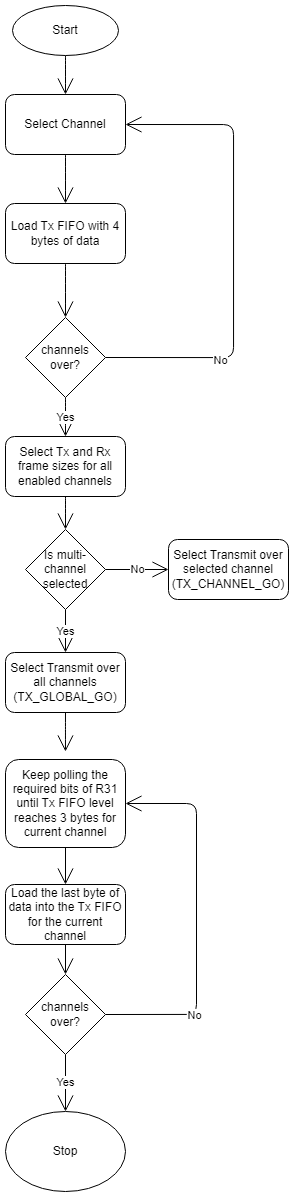 Start
Select Channel
Load Tx FIFO with 4
bytes of data
channels
over?
No
Yes
Select Tx and Rx
frame sizes for all
enabled channels
Is multi-
channel
selected
No
Select Transmit over
selected channel
(TX_CHANNEL_GO)
Yes
Select Transmit over
all channels
(TX_GLOBAL_GO)
Keep polling the
required bits of R31
until Tx FIFO level
reaches 3 bytes for
current channel
Load the last byte of
data into the Tx FIFO
for the current
channel
channels
over?
No
Yes
Stop